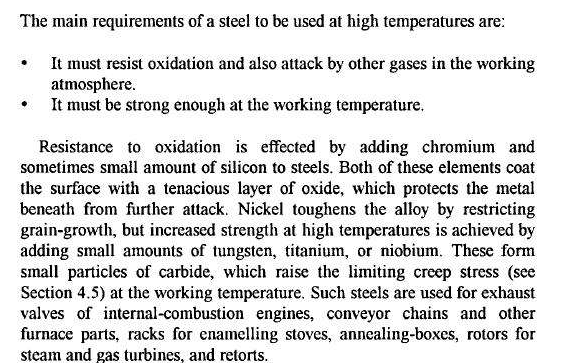 The main requirements of a steel to be used at high temperatures are:
• It must resist oxidation and also attack by other gases in the working
atmosphere.
• It must be strong enough at the working temperature.
Resistance to oxidation is effected by adding chromium and
sometimes small amount of silicon to steels. Both of these elements coat
the surface with a tenacious layer of oxide, which protects the metal
beneath from further attack. Nickel toughens the alloy by restricting
grain-growth, but increased strength at high temperatures is achieved by
adding small amounts of tungsten, titanium, or niobium. These form
small particles of carbide, which raise the limiting creep stress (see
Section 4.5) at the working temperature. Such steels are used for exhaust
valves of internal-combustion engines, conveyor chains and other
furnace parts, racks for enamelling stoves, annealing-boxes, rotors for
steam and gas turbines, and retorts.